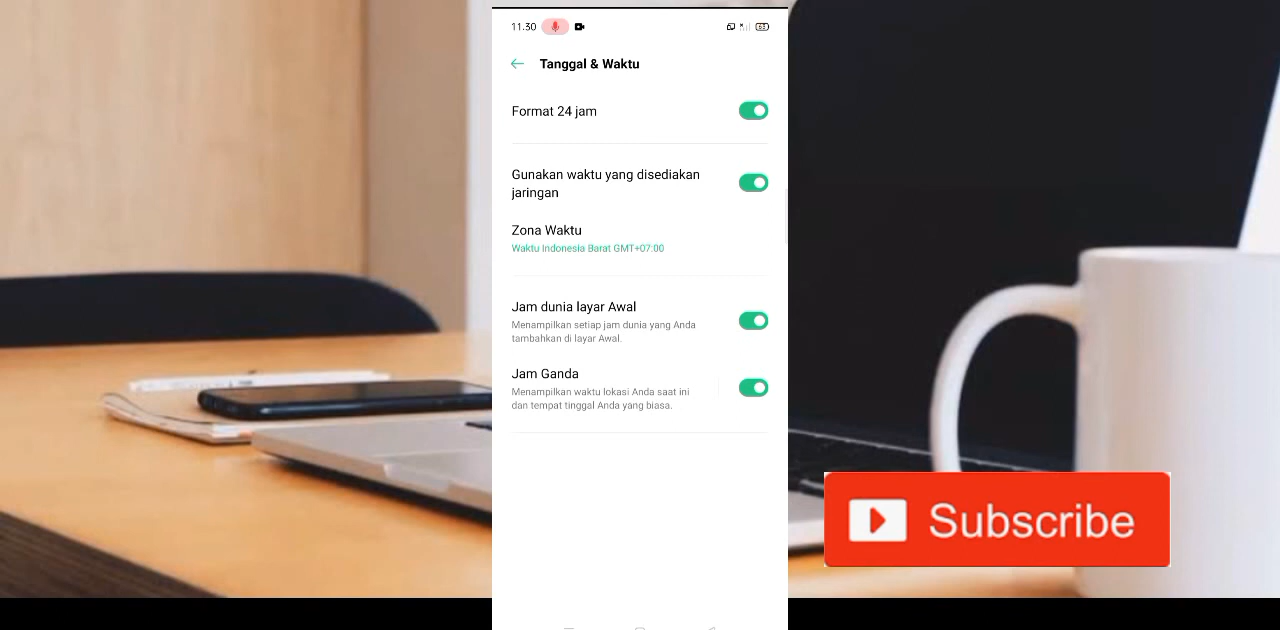 11.30
63
Tanggal & Waktu
Format 24 jam
Gunakan waktu yang disediakan
jaringan
Zona Waktu
Waktu Indonesia Barat GMT+07:00
Jam dunia layar Awal
Menampilkan setiap jam dunia yang Anda
tambahkan di layar Awal.
Jam Ganda
Menampilkan waktu lokasi Anda saat ini
dan tempat tinggal Anda yang biasa.
Subscribe